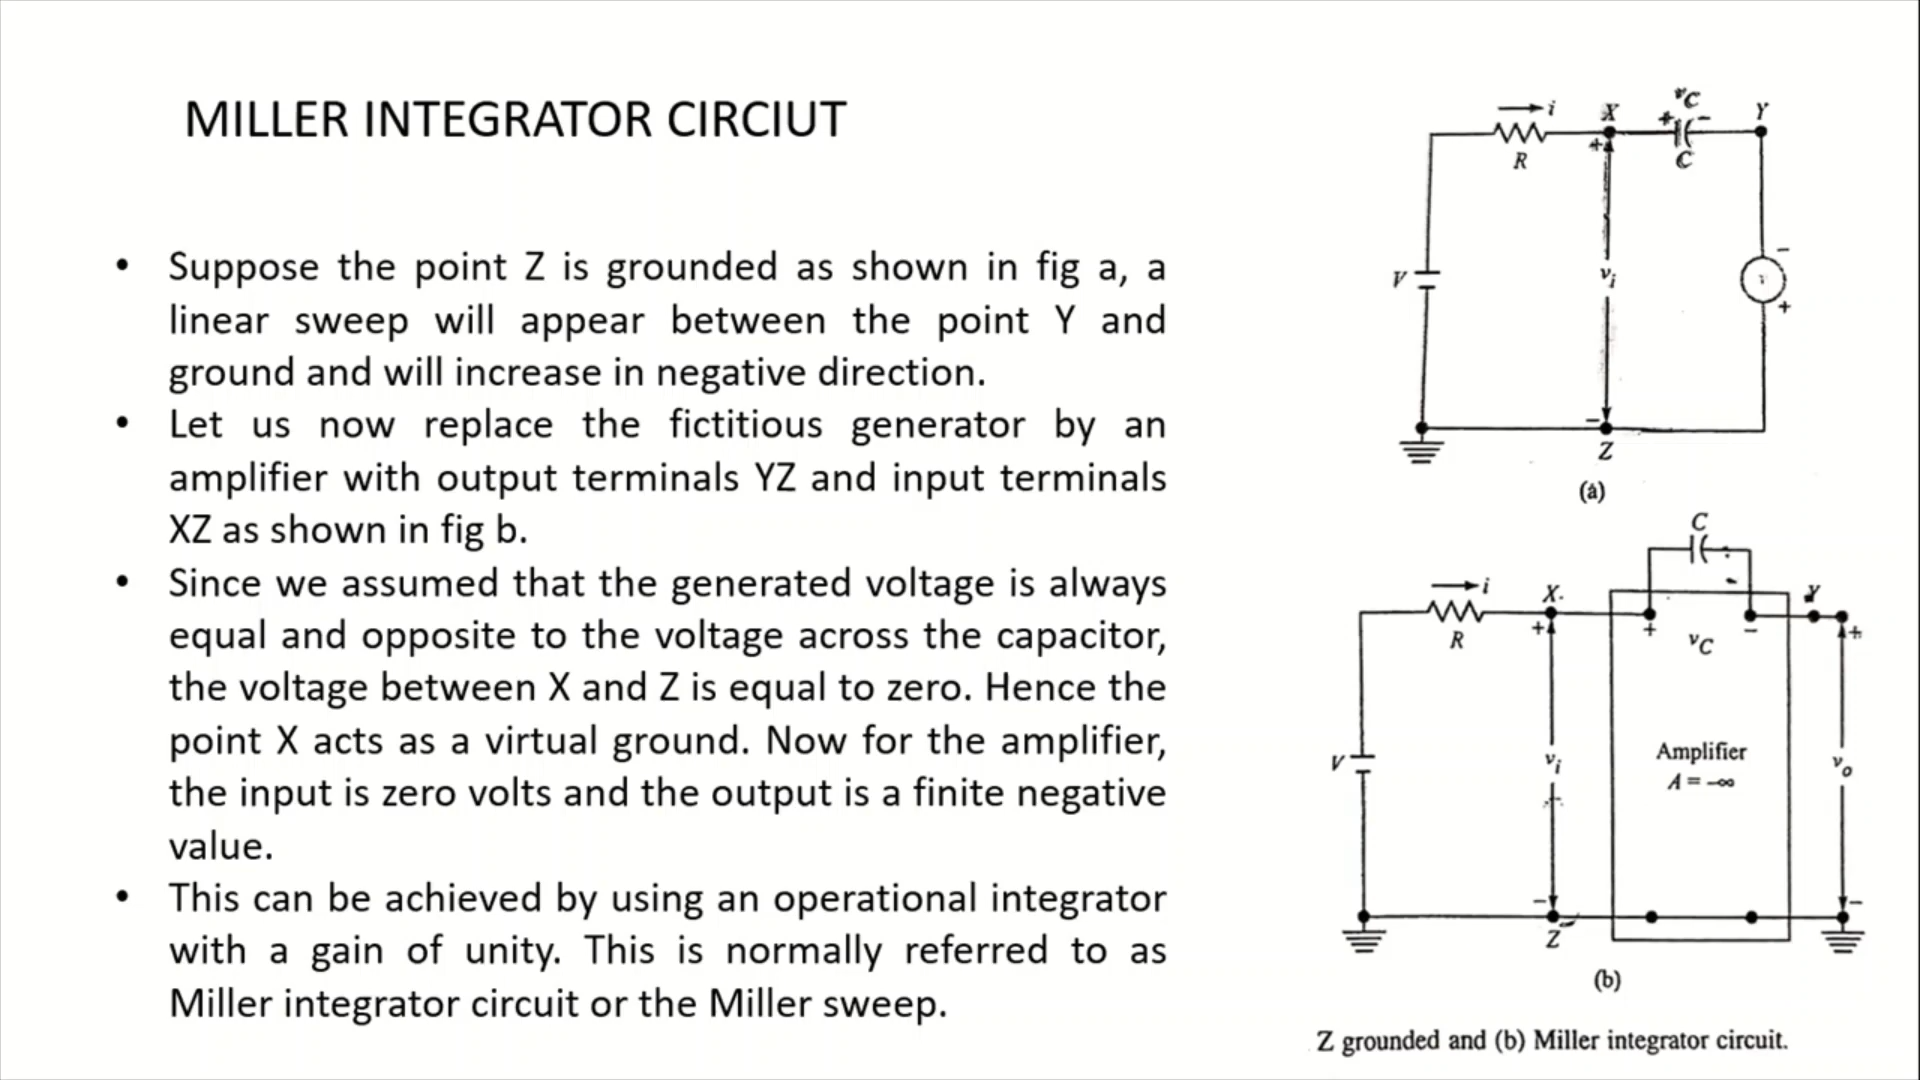 MILLER INTEGRATOR CIRCIUT
• Suppose the point Z is grounded as shown in fig a, a
linear sweep will appear between the point Y and
ground and will increase in negative direction.
• Let us now replace the fictitious generator by an
amplifier with output terminals YZ and input terminals
XZ as shown in fig b.
• Since we assumed that the generated voltage is always
equal and opposite to the voltage across the capacitor,
the voltage between X and Z is equal to zero. Hence the
point X acts as a virtual ground. Now for the amplifier,
the input is zero volts and the output is a finite negative
value.
• This can be achieved by using an operational integrator
with a gain of unity. This is normally referred to as
Miller integrator circuit or the Miller sweep.
i
X
vC
+
-
Y
R
+
C
V
vi
-
v
+
-
Z
(a)
C
i
X
Y
R
+
+
vC
-
+
V
vi
Amplifier
A = -∞
vo
-
Z
-
(b)
Z grounded and (b) Miller integrator circuit.